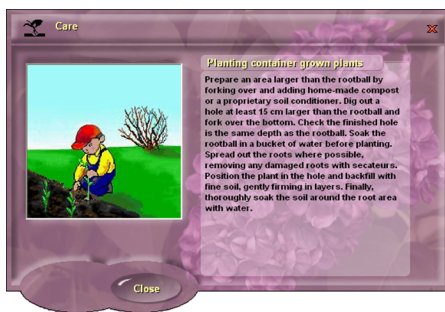 Care
Planting container grown plants
Prepare an area larger than the rootball by
forking over and adding home-made compost
or a proprietary soil conditioner. Dig out a
hole at least 15 cm larger than the rootball and
fork over the bottom. Check the finished hole
is the same depth as the rootball. Soak the
rootball in a bucket of water before planting.
Spread out the roots where possible,
removing any damaged roots with secateurs.
Position the plant in the hole and backfill with
fine soil, gently firming in layers. Finally,
thoroughly soak the soil around the root area
with water.
Close